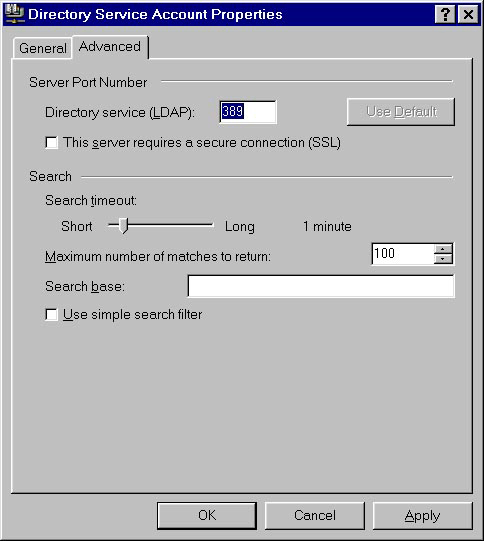 Directory Service Account Properties
General Advanced
Server Port Number
Directory service (LDAP): 389 Use Default
This server requires a secure connection (SSL)
Search
Search timeout:
Short Long 1 minute
Maximum number of matches to return: 100
Search base:
Use simple search filter
OK Cancel Apply